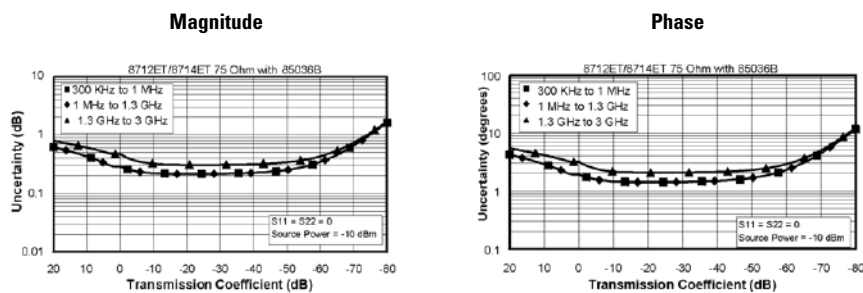 Magnitude
8712ET/8714ET 75 Ohm with 85036B
10
1
0.1
0.01
Uncertainty (dB)
300 KHz to 1 MHz
1 MHz to 1.3 GHz
1.3 GHz to 3 GHz
S11 = S22 = 0
Source Power = -10 dBm
20 10 0 -10 -20 -30 -40 -50 -60 -70 -80
Transmission Coefficient (dB)
Phase
8712ET/8714ET 75 Ohm with 85036B
100
10
1
0.1
Uncertainty (degrees)
300 KHz to 1 MHz
1 MHz to 1.3 GHz
1.3 GHz to 3 GHz
S11 = S22 = 0
Source Power = -10 dBm
20 10 0 -10 -20 -30 -40 -50 -60 -70 -80
Transmission Coefficient (dB)